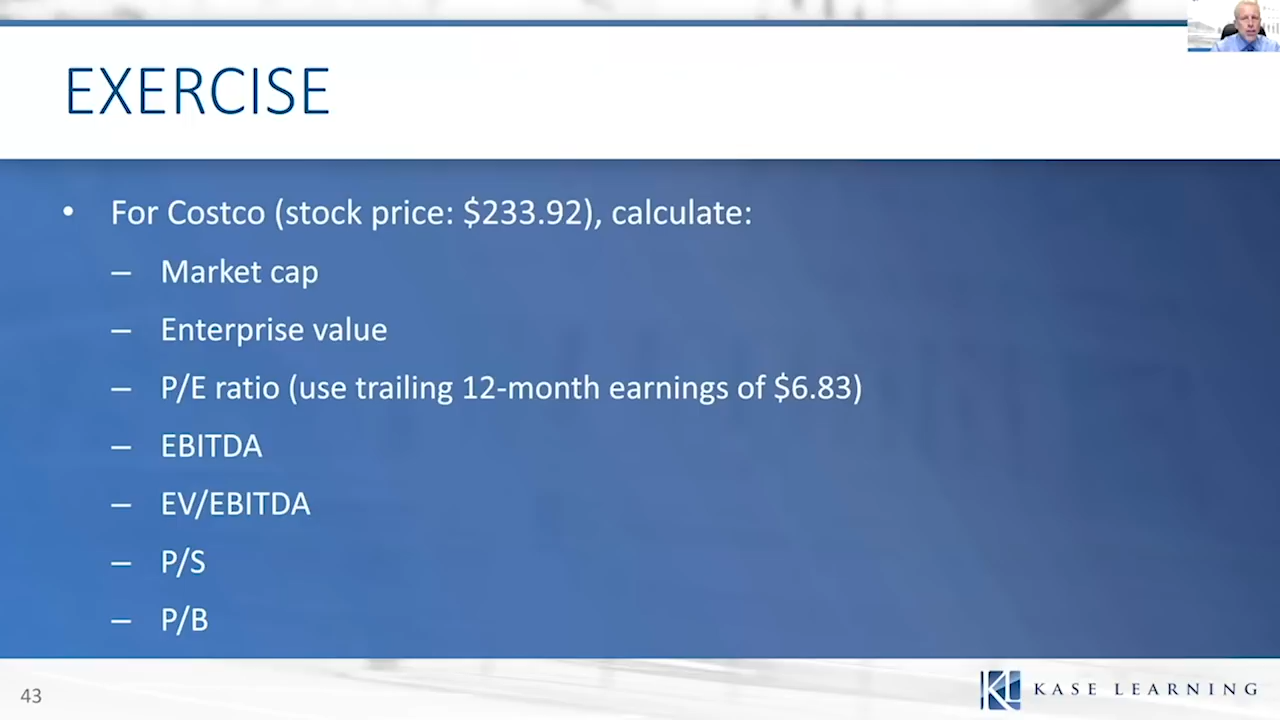 EXERCISE
• For Costco (stock price: $233.92), calculate:
– Market cap
– Enterprise value
– P/E ratio (use trailing 12-month earnings of $6.83)
– EBITDA
– EV/EBITDA
– P/S
– P/B
43
KL KASE LEARNING